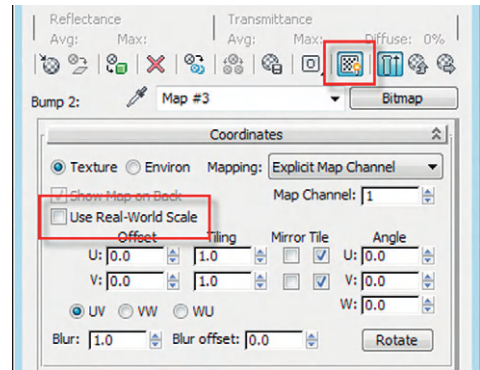 Reflectance Transmittance
Avg: Max: Avg: Max: Diffuse: 0%
Bump 2: Map #3 Bitmap
Coordinates
Texture Environ Mapping: Explicit Map Channel
Show Map on Back Map Channel: 1
Use Real-World Scale
Offset Tiling Mirror Tile Angle
U: 0.0 1.0 U: 0.0
V: 0.0 1.0 V: 0.0
W: 0.0
UV VW WU
Blur: 1.0 Blur offset: 0.0 Rotate